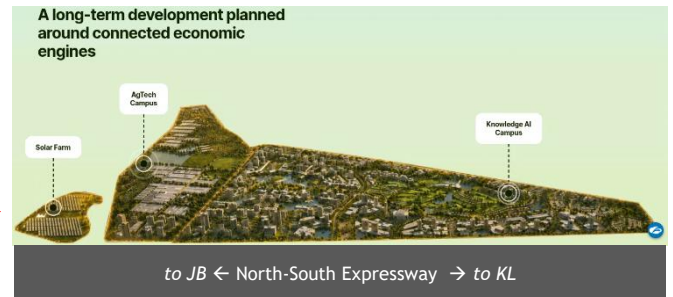 A long-term development planned
around connected economic
engines
AgTech
Campus
Knowledge AI
Campus
Solar Farm
to JB ← North-South Expressway → to KL